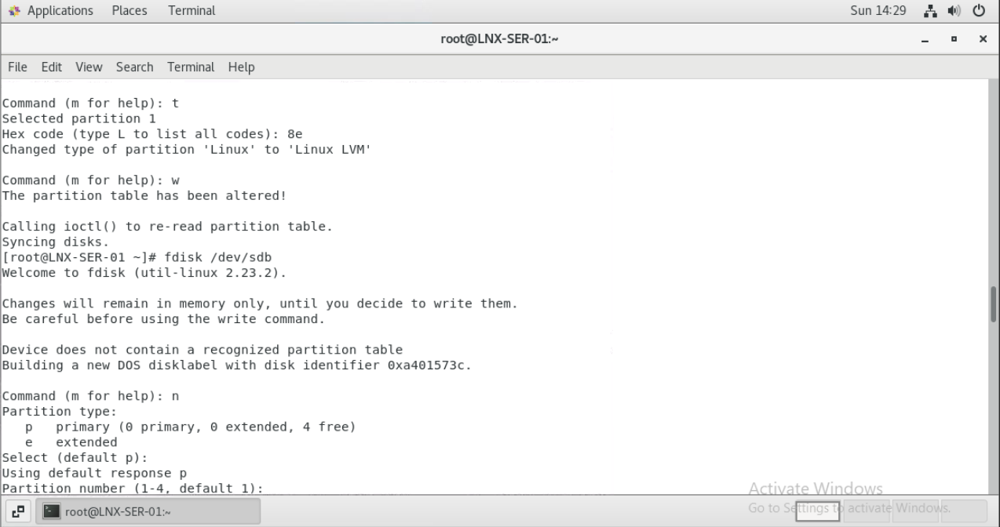 Applications Places Terminal Sun 14:29
root@LNX-SER-01:~
File Edit View Search Terminal Help
Command (m for help): t
Selected partition 1
Hex code (type L to list all codes): 8e
Changed type of partition 'Linux' to 'Linux LVM'
Command (m for help): w
The partition table has been altered!
Calling ioctl() to re-read partition table.
Syncing disks.
[root@LNX-SER-01 ~]# fdisk /dev/sdb
Welcome to fdisk (util-linux 2.23.2).
Changes will remain in memory only, until you decide to write them.
Be careful before using the write command.
Device does not contain a recognized partition table
Building a new DOS disklabel with disk identifier 0xa401573c.
Command (m for help): n
Partition type:
   p   primary (0 primary, 0 extended, 4 free)
   e   extended
Select (default p):
Using default response p
Partition number (1-4, default 1):
Activate Windows
Go to Settings to activate Windows.
root@LNX-SER-01:~